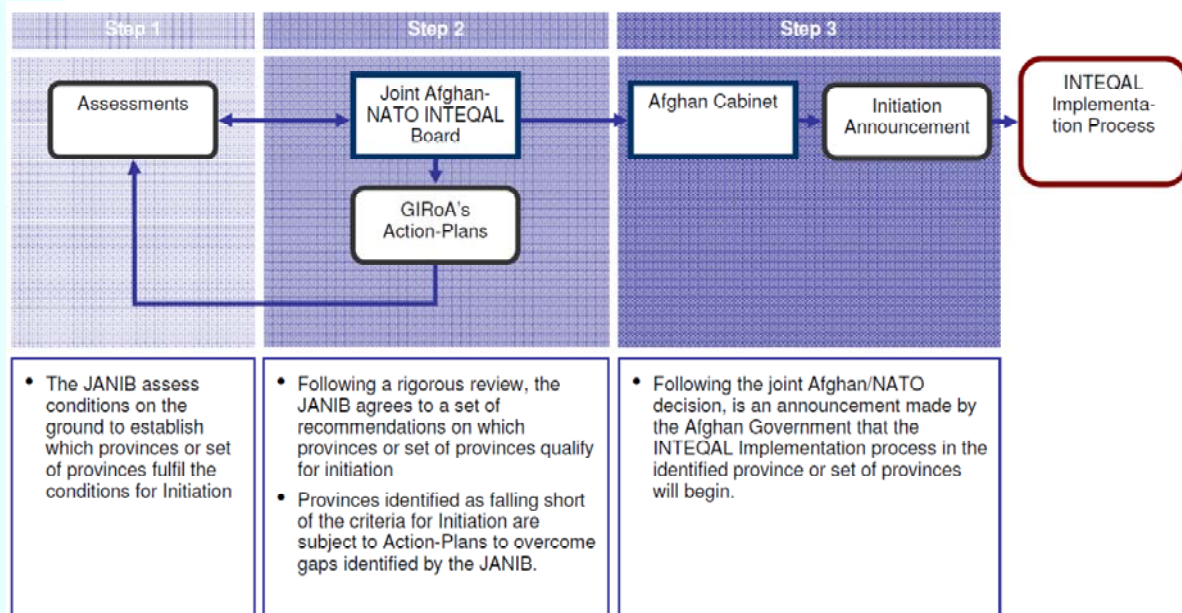 Step 1
Step 2
Step 3
Assessments
Joint Afghan-
NATO INTEQAL
Board
GIRoA's
Action-Plans
Afghan Cabinet
Initiation
Announcement
INTEQAL
Implementa-
tion Process
• The JANIB assess
conditions on the
ground to establish
which provinces or set
of provinces fulfil the
conditions for Initiation
• Following a rigorous review, the
JANIB agrees to a set of
recommendations on which
provinces or set of provinces qualify
for initiation
• Provinces identified as falling short
of the criteria for Initiation are
subject to Action-Plans to overcome
gaps identified by the JANIB.
• Following the joint Afghan/NATO
decision, is an announcement made by
the Afghan Government that the
INTEQAL Implementation process in the
identified province or set of provinces
will begin.